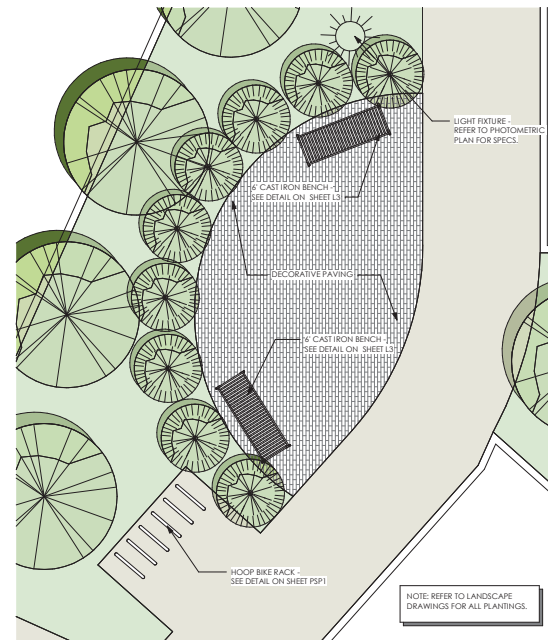 LIGHT FIXTURE -
REFER TO PHOTOMETRIC
PLAN FOR SPECS.
6' CAST IRON BENCH -
SEE DETAIL ON SHEET L3
DECORATIVE PAVING
6' CAST IRON BENCH -
SEE DETAIL ON SHEET L3
HOOP BIKE RACK -
SEE DETAIL ON SHEET PSP1
NOTE: REFER TO LANDSCAPE
DRAWINGS FOR ALL PLANTINGS.